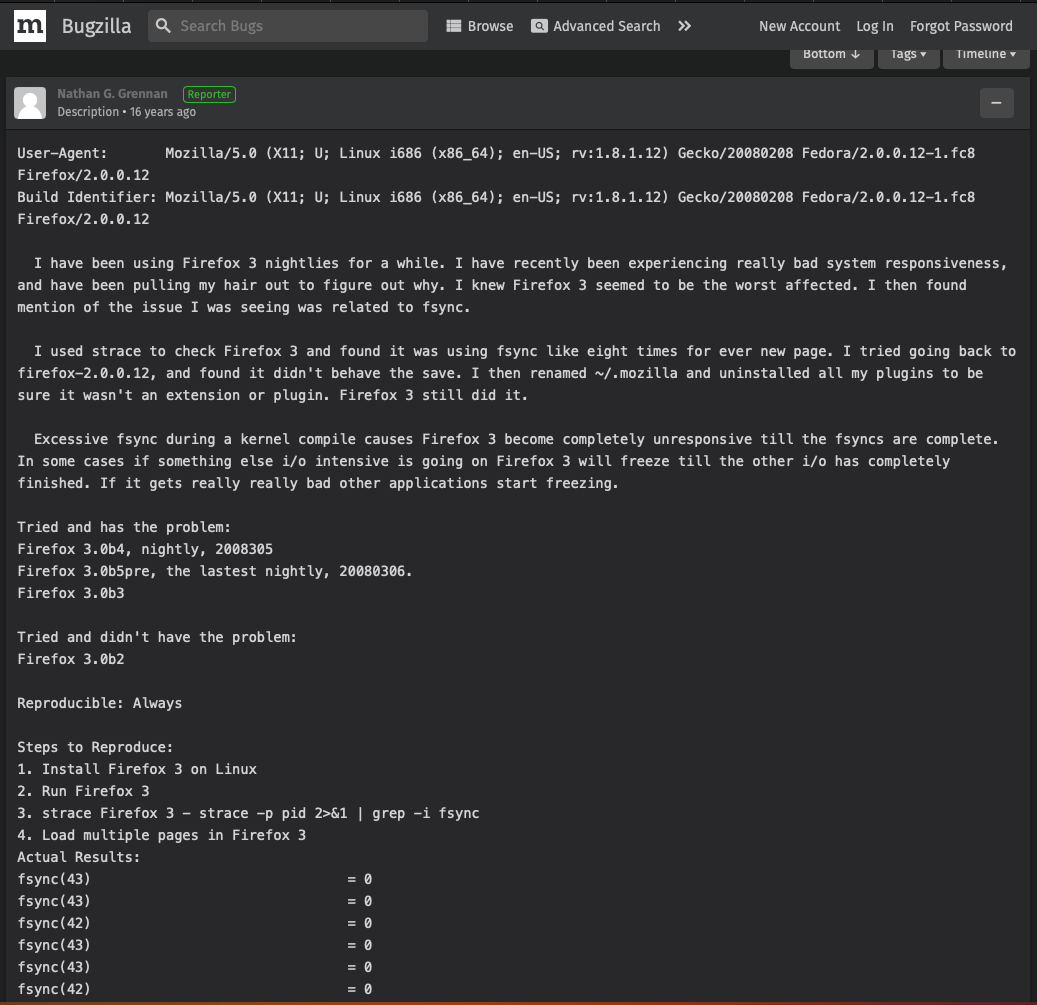 m Bugzilla Search Bugs Browse Advanced Search » New Account Log In Forgot Password
Bottom ↓ Tags ▾ Timeline ▾
Nathan G. Grennan Reporter
Description • 16 years ago
User-Agent:       Mozilla/5.0 (X11; U; Linux i686 (x86_64); en-US; rv:1.8.1.12) Gecko/20080208 Fedora/2.0.0.12-1.fc8
Firefox/2.0.0.12
Build Identifier: Mozilla/5.0 (X11; U; Linux i686 (x86_64); en-US; rv:1.8.1.12) Gecko/20080208 Fedora/2.0.0.12-1.fc8
Firefox/2.0.0.12
I have been using Firefox 3 nightlies for a while. I have recently been experiencing really bad system responsiveness,
and have been pulling my hair out to figure out why. I knew Firefox 3 seemed to be the worst affected. I then found
mention of the issue I was seeing was related to fsync.
I used strace to check Firefox 3 and found it was using fsync like eight times for ever new page. I tried going back to
firefox-2.0.0.12, and found it didn't behave the save. I then renamed ~/.mozilla and uninstalled all my plugins to be
sure it wasn't an extension or plugin. Firefox 3 still did it.
Excessive fsync during a kernel compile causes Firefox 3 become completely unresponsive till the fsyncs are complete.
In some cases if something else i/o intensive is going on Firefox 3 will freeze till the other i/o has completely
finished. If it gets really really bad other applications start freezing.
Tried and has the problem:
Firefox 3.0b4, nightly, 2008305
Firefox 3.0b5pre, the lastest nightly, 20080306.
Firefox 3.0b3
Tried and didn't have the problem:
Firefox 3.0b2
Reproducible: Always
Steps to Reproduce:
1. Install Firefox 3 on Linux
2. Run Firefox 3
3. strace Firefox 3 - strace -p pid 2>&1 | grep -i fsync
4. Load multiple pages in Firefox 3
Actual Results:
fsync(43)                               = 0
fsync(43)                               = 0
fsync(42)                               = 0
fsync(43)                               = 0
fsync(43)                               = 0
fsync(42)                               = 0